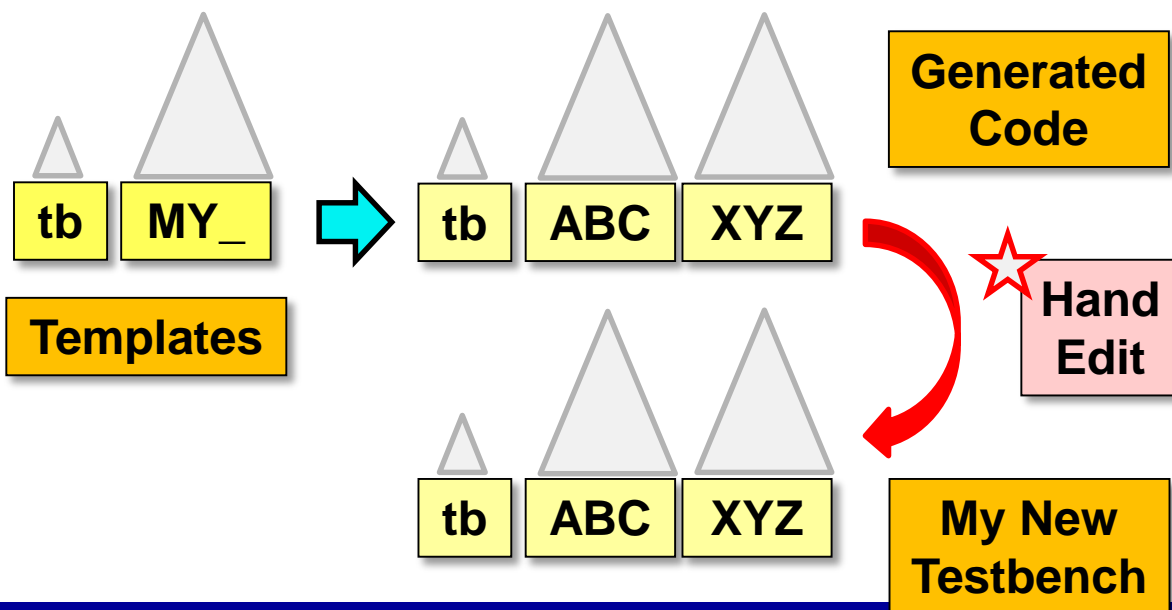 Generated
Code
tb MY_ tb ABC XYZ
Templates
Hand
Edit
tb ABC XYZ
My New
Testbench